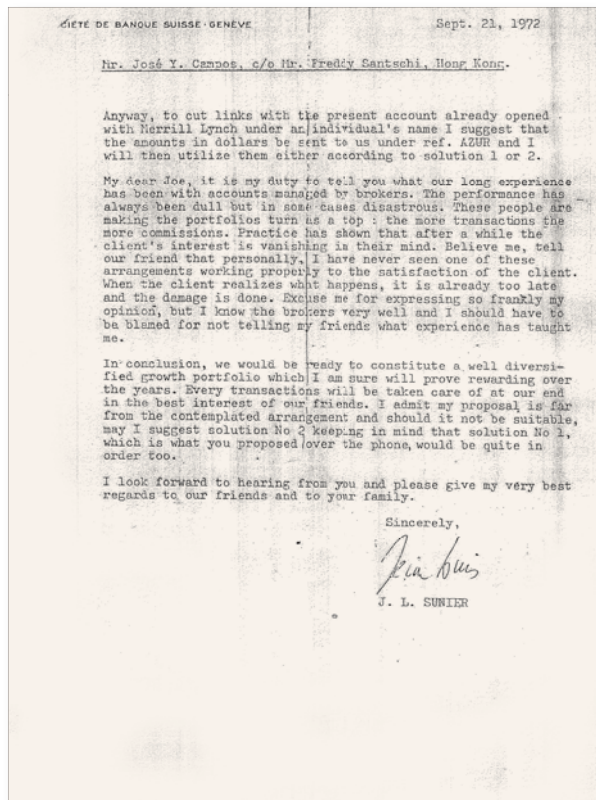 CIÉTÉ DE BANQUE SUISSE · GENÈVE
Sept. 21, 1972
Mr. José Y. Campos, c/o Mr. Freddy Santschi, Hong Kong.
Anyway, to cut links with the present account already opened
with Merrill Lynch under an individual's name I suggest that
the amounts in dollars be sent to us under ref. AZUR and I
will then utilize them either according to solution 1 or 2.
My dear Joe, it is my duty to tell you what our long experience
has been with accounts managed by brokers. The performance has
always been dull but in some cases disastrous. These people are
making the portfolios turn as a top : the more transactions the
more commissions. Practice has shown that after a while the
client's interest is vanishing in their mind. Believe me, tell
our friend that personally, I have never seen one of these
arrangements working properly to the satisfaction of the client.
When the client realizes what happens, it is already too late
and the damage is done. Excuse me for expressing so frankly my
opinion, but I know the brokers very well and I should have to
be blamed for not telling my friends what experience has taught
me.
In conclusion, we would be ready to constitute a well diversi-
fied growth portfolio which I am sure will prove rewarding over
the years. Every transactions will be taken care of at our end
in the best interest of our friends. I admit my proposal is far
from the contemplated arrangement and should it not be suitable,
may I suggest solution No 2 keeping in mind that solution No 1,
which is what you proposed over the phone, would be quite in
order too.
I look forward to hearing from you and please give my very best
regards to our friends and to your family.
Sincerely,
Jean Louis
J. L. SUNIER